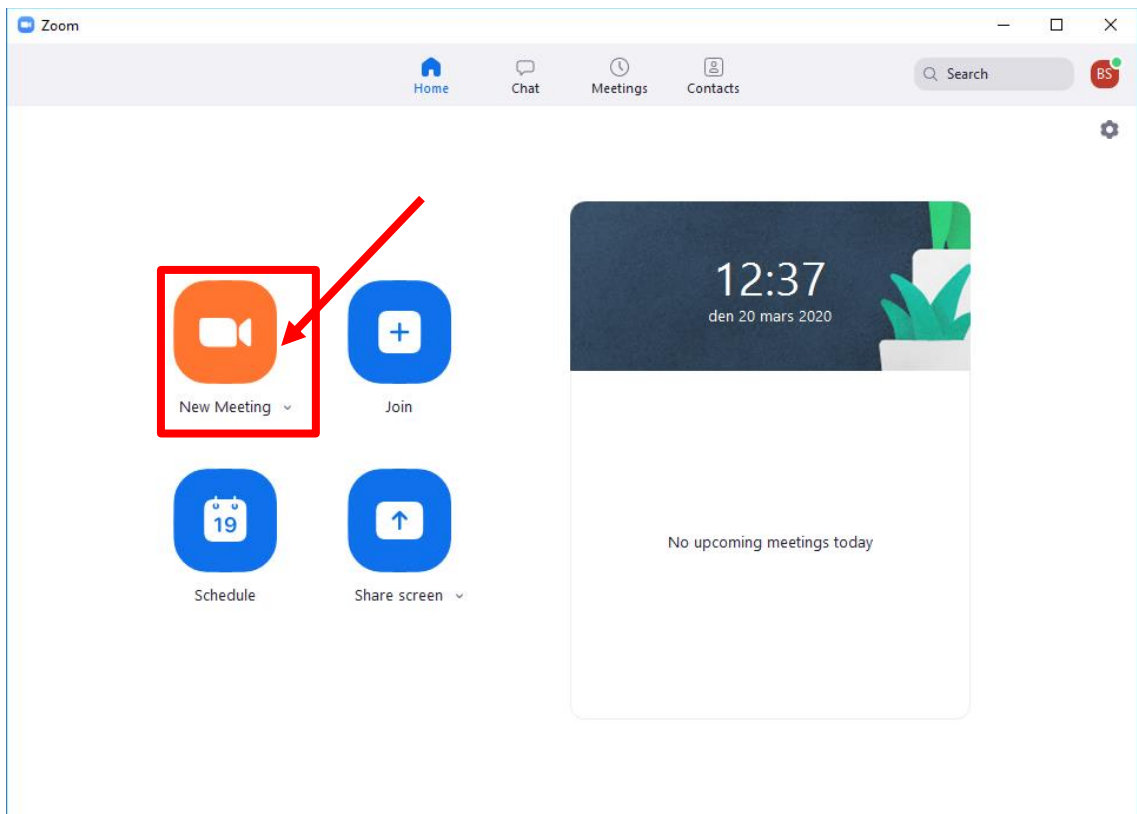 Zoom
Home
Chat
Meetings
Contacts
Search
BS
12:37
den 20 mars 2020
New Meeting
Join
19
Schedule
Share screen
No upcoming meetings today